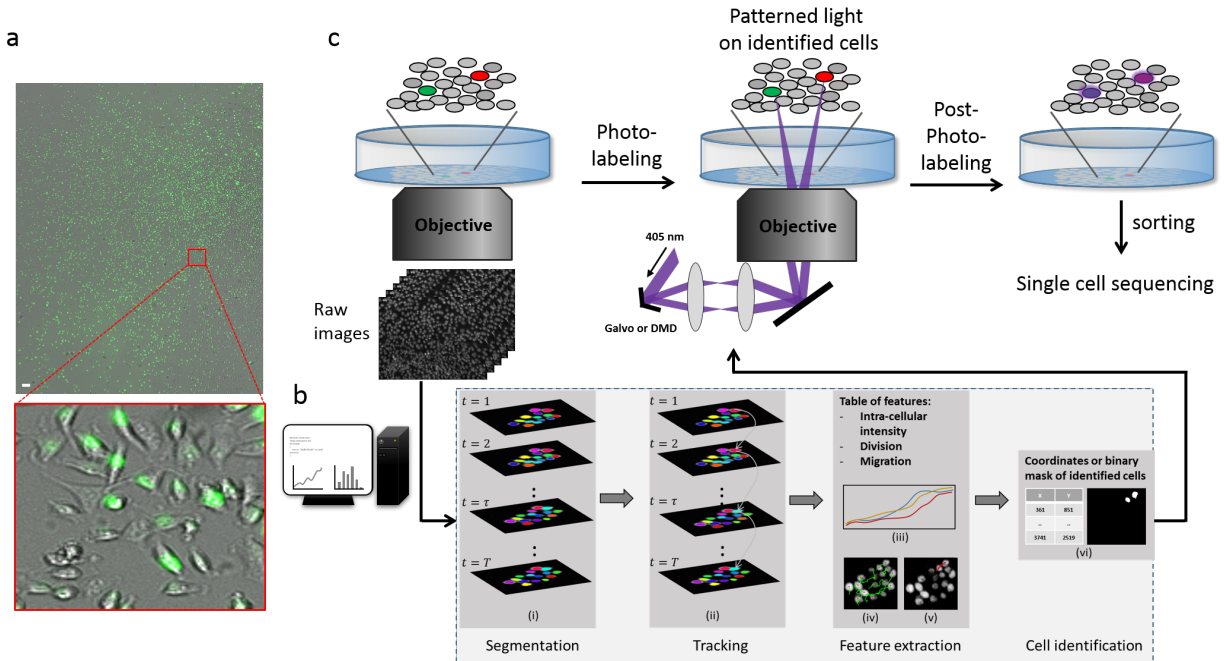 a
c
Patterned light
on identified cells
Photo-
labeling
Post-
Photo-
labeling
Objective
Objective
405 nm
Galvo or DMD
sorting
Single cell sequencing
Raw
images
b
t = 1
t = 2
t = τ
t = T
(i)
Segmentation
t = 1
t = 2
t = τ
t = T
(ii)
Tracking
Table of features:
- Intra-cellular
intensity
- Division
- Migration
(iii)
(iv)
(v)
Feature extraction
Coordinates or binary
mask of identified cells
X Y
361 851
.. ..
3741 2519
(vi)
Cell identification